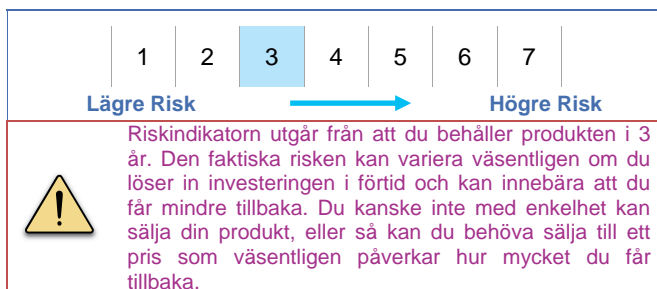 1 2 3 4 5 6 7
Lägre Risk Högre Risk
Riskindikatorn utgår från att du behåller produkten i 3
år. Den faktiska risken kan variera väsentligen om du
löser in investeringen i förtid och kan innebära att du
får mindre tillbaka. Du kanske inte med enkelhet kan
sälja din produkt, eller så kan du behöva sälja till ett
pris som väsentligen påverkar hur mycket du får
tillbaka.